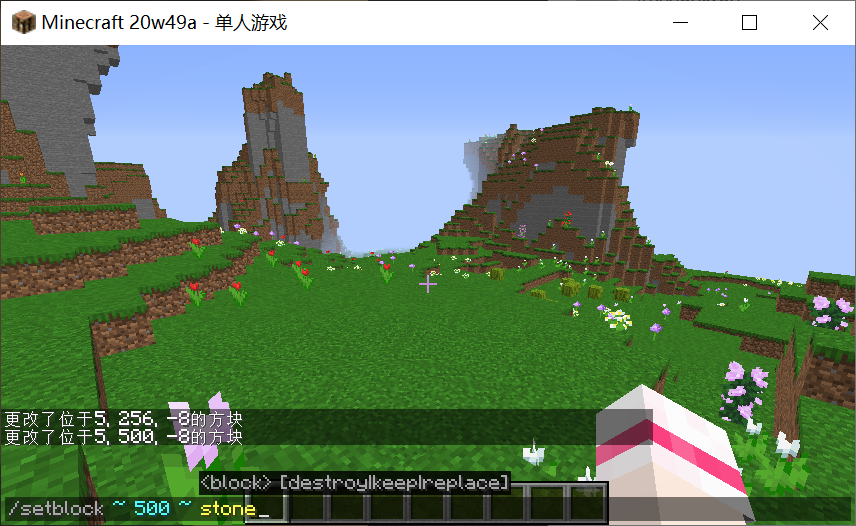 Minecraft 20w49a - 单人游戏
更改了位于5, 256, -8的方块
更改了位于5, 500, -8的方块
<block> [destroy|keep|replace]
/setblock ~ 500 ~ stone_